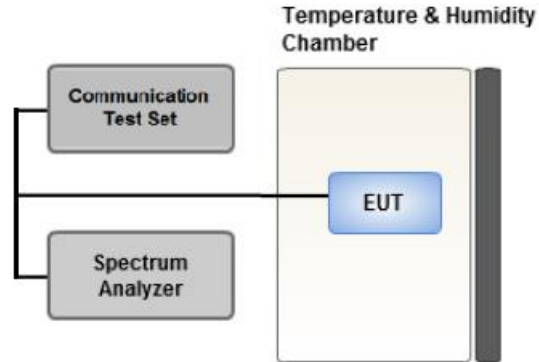 Temperature & Humidity
Chamber
Communication
Test Set
EUT
Spectrum
Analyzer